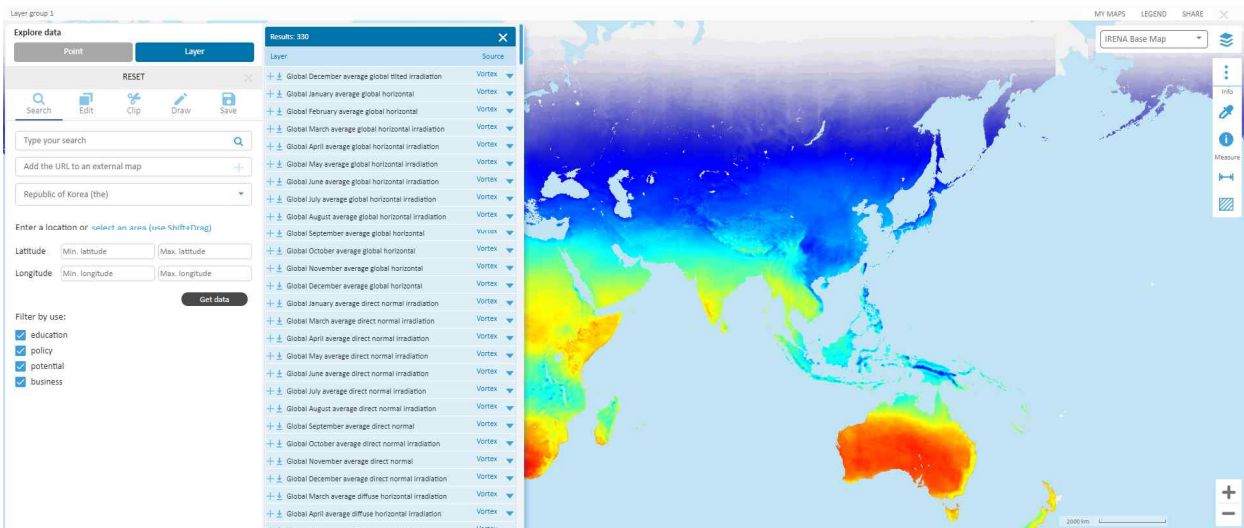 Layer group 1
MY MAPS LEGEND SHARE
Explore data
Point Layer
RESET
Search Edit Clip Draw Save
Type your search
Add the URL to an external map
Republic of Korea (the)
Enter a location or select an area (use Shift+Drag)
Latitude Min. latitude Max. latitude
Longitude Min. longitude Max. longitude
Get data
Filter by use:
education
policy
potential
business
Results: 330
Layer Source
Global December average global tilted irradiation Vortex
Global January average global horizontal Vortex
Global February average global horizontal Vortex
Global March average global horizontal irradiation Vortex
Global April average global horizontal irradiation Vortex
Global May average global horizontal irradiation Vortex
Global June average global horizontal irradiation Vortex
Global July average global horizontal irradiation Vortex
Global August average global horizontal irradiation Vortex
Global September average global horizontal Vortex
Global October average global horizontal Vortex
Global November average global horizontal Vortex
Global December average global horizontal Vortex
Global January average direct normal irradiation Vortex
Global March average direct normal irradiation Vortex
Global April average direct normal irradiation Vortex
Global May average direct normal irradiation Vortex
Global June average direct normal irradiation Vortex
Global July average direct normal irradiation Vortex
Global August average direct normal irradiation Vortex
Global September average direct normal Vortex
Global October average direct normal irradiation Vortex
Global November average direct normal Vortex
Global December average direct normal irradiation Vortex
Global March average diffuse horizontal irradiation Vortex
Global April average diffuse horizontal irradiation Vortex
IRENA Base Map
Info
Measure
2000 km